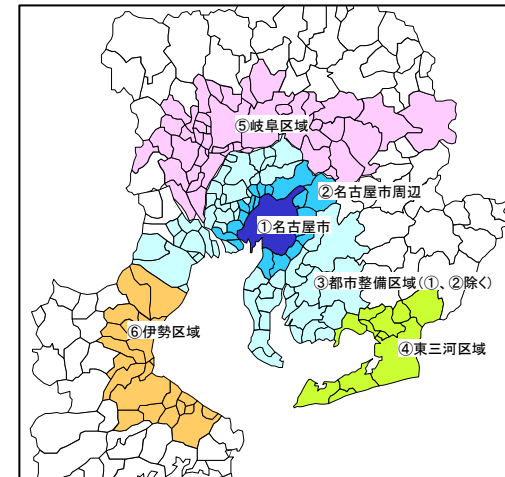 ⑤岐阜区域
②名古屋市周辺
①名古屋市
③都市整備区域(①、②除く)
⑥伊勢区域
④東三河区域